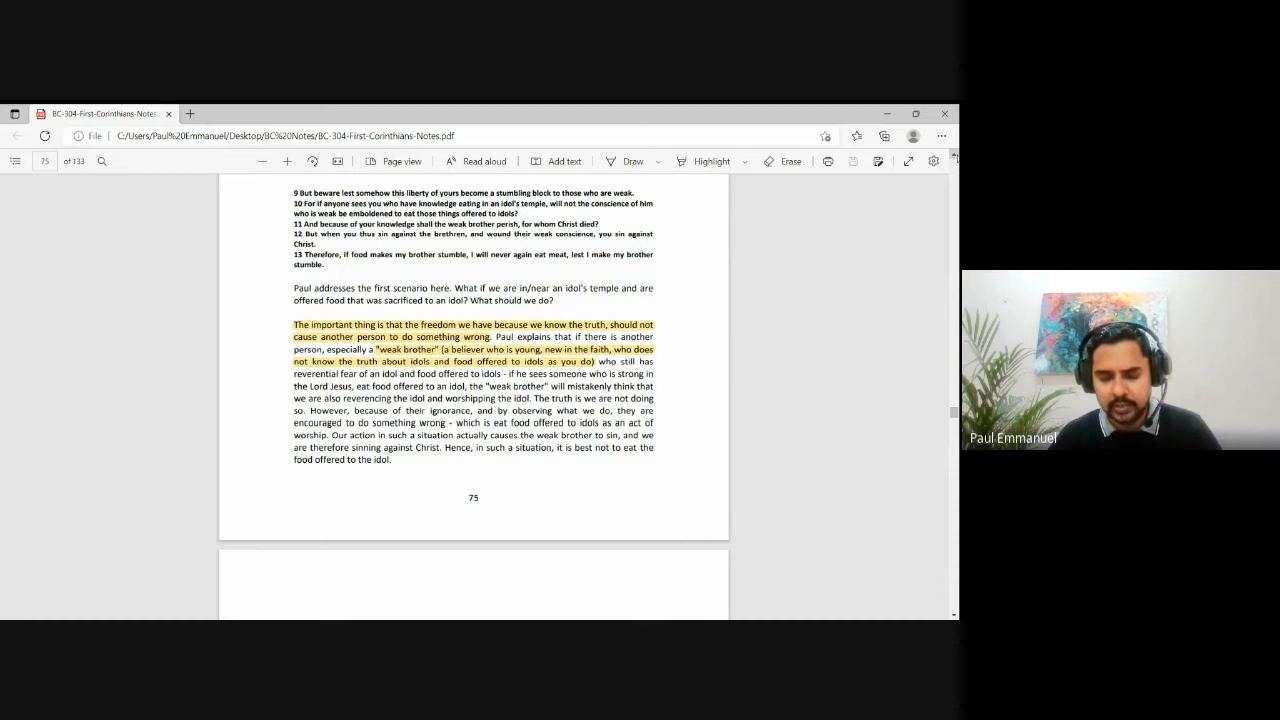 BC-304-First-Corinthians-Notes
File C:/Users/Paul%20Emmanuel/Desktop/BC%20Notes/BC-304-First-Corinthians-Notes.pdf
75 of 133 Page view Read aloud Add text Draw Highlight Erase
9 But beware lest somehow this liberty of yours become a stumbling block to those who are weak.
10 For if anyone sees you who have knowledge eating in an idol's temple, will not the conscience of him
who is weak be emboldened to eat those things offered to idols?
11 And because of your knowledge shall the weak brother perish, for whom Christ died?
12 But when you thus sin against the brethren, and wound their weak conscience, you sin against
Christ.
13 Therefore, if food makes my brother stumble, I will never again eat meat, lest I make my brother
stumble.
Paul addresses the first scenario here. What if we are in/near an idol's temple and are
offered food that was sacrificed to an idol? What should we do?
The important thing is that the freedom we have because we know the truth, should not
cause another person to do something wrong. Paul explains that if there is another
person, especially a "weak brother" (a believer who is young, new in the faith, who does
not know the truth about idols and food offered to idols as you do) who still has
reverential fear of an idol and food offered to idols - if he sees someone who is strong in
the Lord Jesus, eat food offered to an idol, the "weak brother" will mistakenly think that
we are also reverencing the idol and worshipping the idol. The truth is we are not doing
so. However, because of their ignorance, and by observing what we do, they are
encouraged to do something wrong - which is eat food offered to idols as an act of
worship. Our action in such a situation actually causes the weak brother to sin, and we
are therefore sinning against Christ. Hence, in such a situation, it is best not to eat the
food offered to the idol.
75
Paul Emmanuel